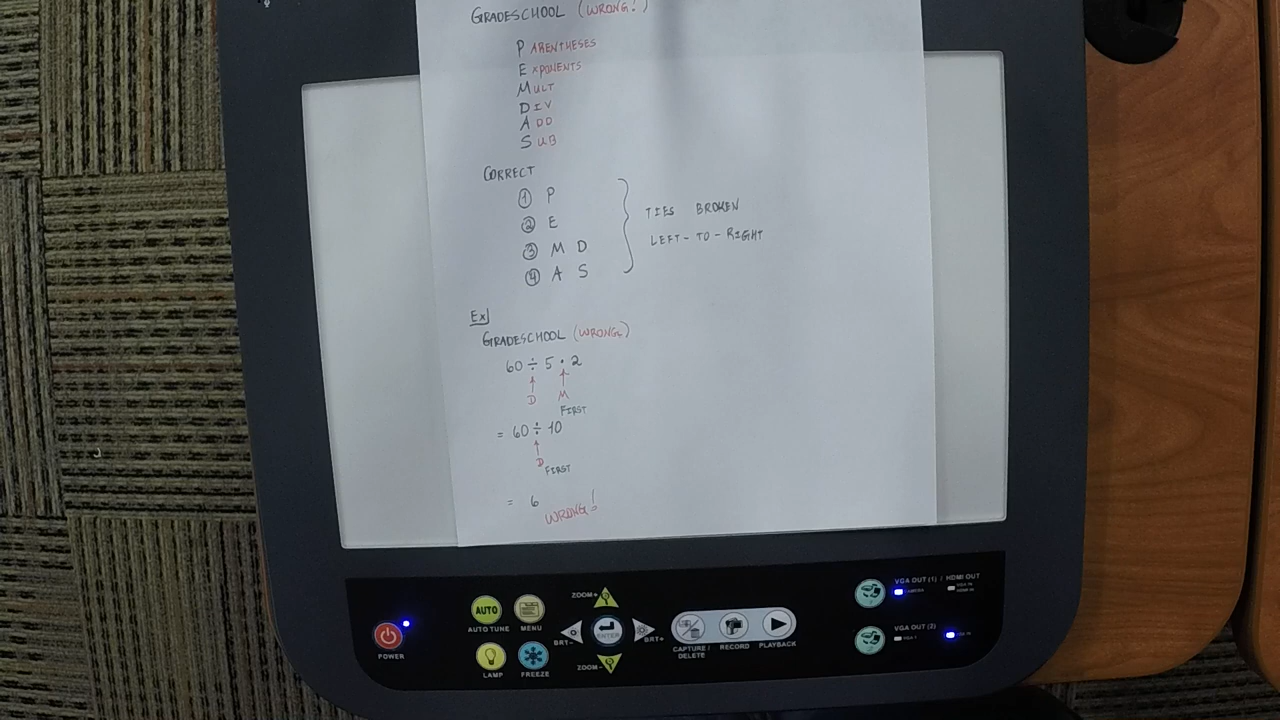 GRADESCHOOL (WRONG!)
PARENTHESES
EXPONENTS
MULT
DIV
ADD
SUB
CORRECT
① P
② E
③ M D
④ A S
TIES BROKEN
LEFT-TO-RIGHT
Ex
GRADESCHOOL (WRONG)
60 ÷ 5 · 2
↑ ↑
D M
FIRST
= 60 ÷ 10
↑
D
FIRST
= 6
WRONG!
AUTO
AUTO TUNE
MENU
ZOOM+
BRT-
ENTER
BRT+
ZOOM-
POWER
LAMP
FREEZE
CAPTURE / DELETE
RECORD
PLAYBACK
VGA OUT (1) / HDMI OUT
VGA OUT (2)